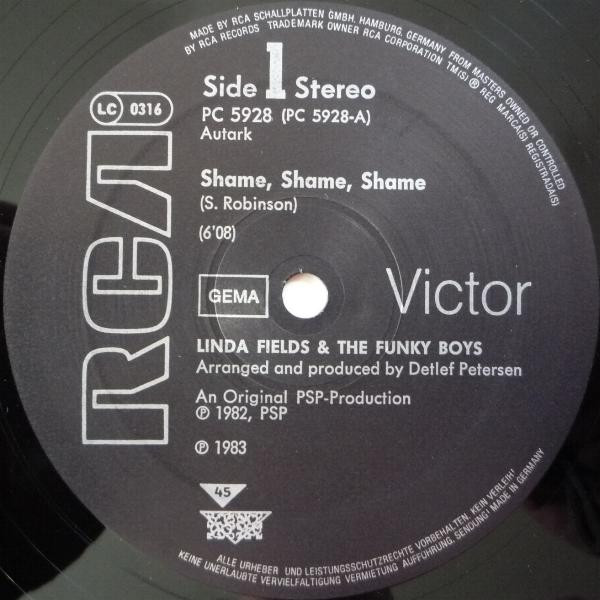 MADE BY RCA SCHALLPLATTEN GMBH, HAMBURG, GERMANY FROM MASTERS OWNED OR CONTROLLED
BY RCA RECORDS TRADEMARK OWNER RCA CORPORATION TM(S) ® REG MARCA(S) REGISTRADA(S)
Side 1 Stereo
PC 5928 (PC 5928-A)
Autark
LC 0316
RCA
Shame, Shame, Shame
(S. Robinson)
(6'08)
GEMA
Victor
LINDA FIELDS & THE FUNKY BOYS
Arranged and produced by Detlef Petersen
An Original PSP-Production
℗ 1982, PSP
℗ 1983
45
ALLE URHEBER UND LEISTUNGSSCHUTZRECHTE VORBEHALTEN. KEIN VERLEIH!
KEINE UNERLAUBTE VERVIELFALTIGUNG VERMIETUNG, AUFFÜHRUNG, SENDUNG! MADE IN GERMANY